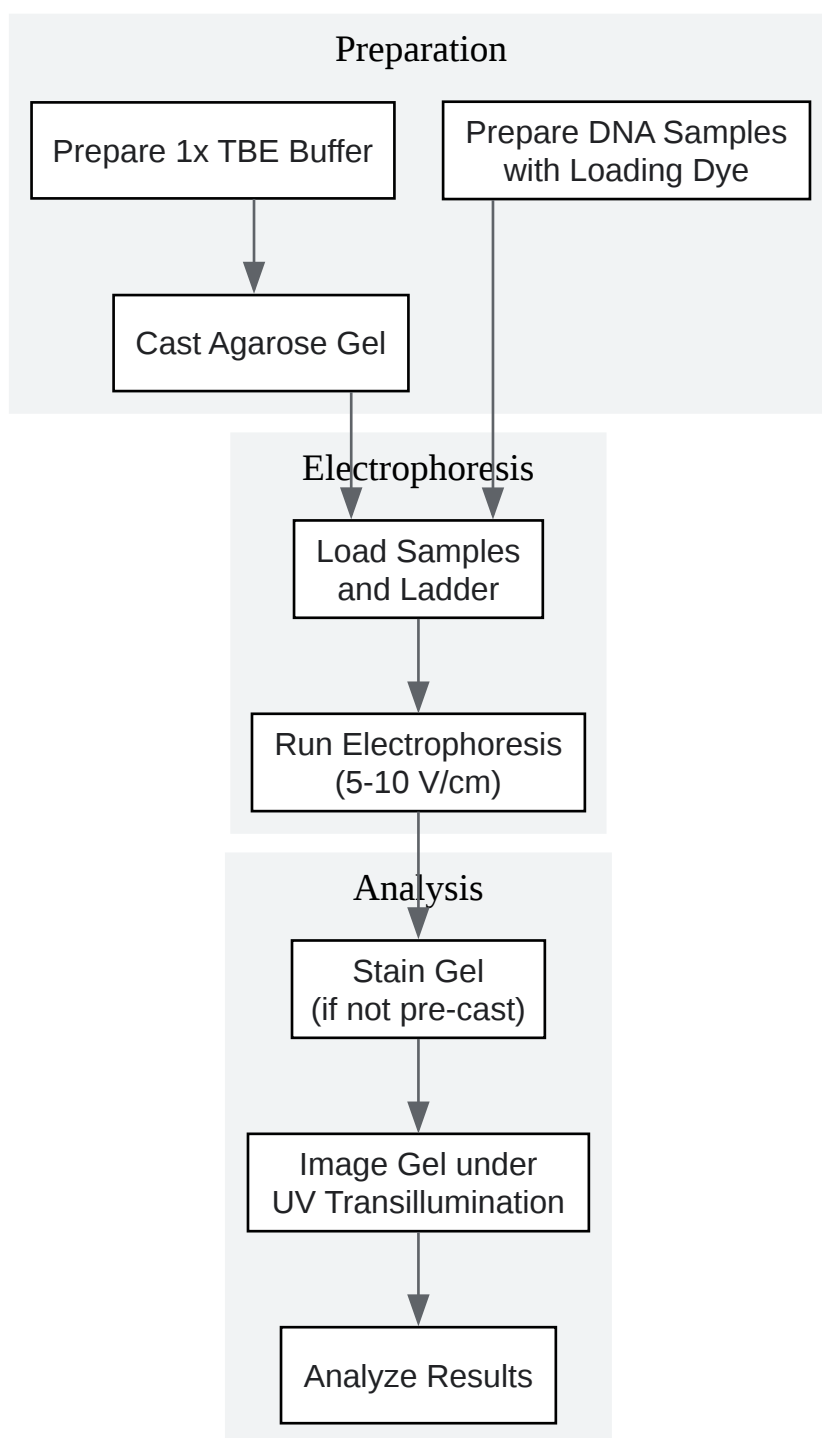 Preparation
Prepare 1x TBE Buffer
Prepare DNA Samples
with Loading Dye
Cast Agarose Gel
Electrophoresis
Load Samples
and Ladder
Run Electrophoresis
(5-10 V/cm)
Analysis
Stain Gel
(if not pre-cast)
Image Gel under
UV Transillumination
Analyze Results